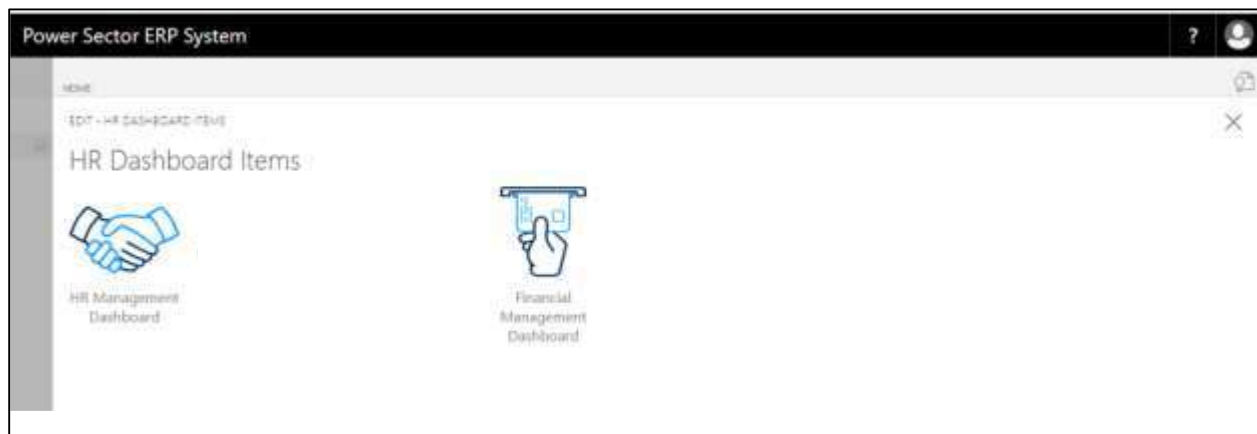 Power Sector ERP System ?
HOME
EDIT - HR DASHBOARD ITEMS
HR Dashboard Items
HR Management
Dashboard
Financial
Management
Dashboard